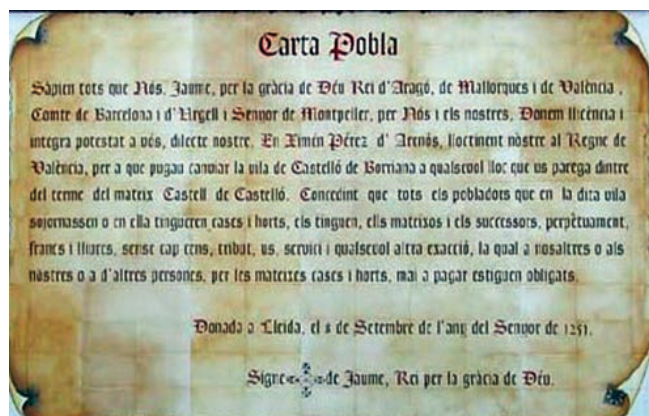 Carta Pobla
Sàpien tots que Nós, Jaume, per la gràcia de Déu Rei d'Aragó, de Mallorques i de València,
Comte de Barcelona i d'Urgell i Senyor de Montpeller, per Nós i els nostres, Donem llicència i
integra potestat a vós, dilecte nostre, En Ximén Pérez d'Arenós, lloctinent nòstre al Regne de
València, per a que pugau canviar la vila de Castelló de Borriana a qualsevol lloc que us parega dintre
del terme del mateix Castell de Castelló. Concedint que tots els pobladors que en la dita vila
sojornassen o en ella tingueren cases i horts, els tinguen, ells mateixos i els successors, perpètuament,
francs i lliures, sense cap cens, tribut, us, servici i qualsevol altra exacció, la qual a nosaltres o als
nòstres o a d'altres persones, per les mateixes cases i horts, mai a pagar estiguen obligats.
Donada a Lleida, el 8 de Setembre de l'any del Senyor de 1251.
Signe de Jaume, Rei per la gràcia de Déu.